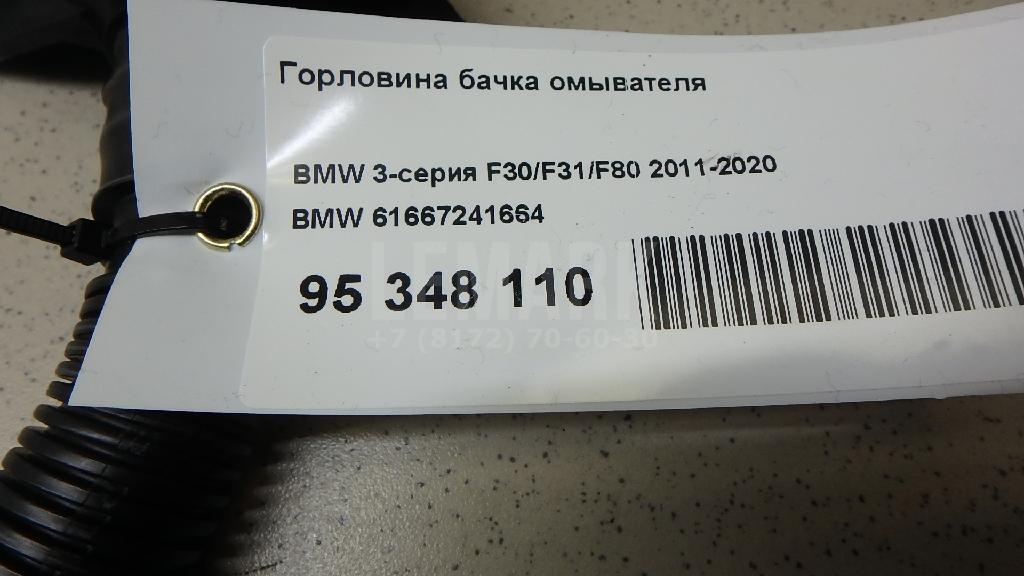 Горловина бачка омывателя
BMW 3-серия F30/F31/F80 2011-2020
BMW 61667241664
95 348 110
+7 (8172) 70-60-30